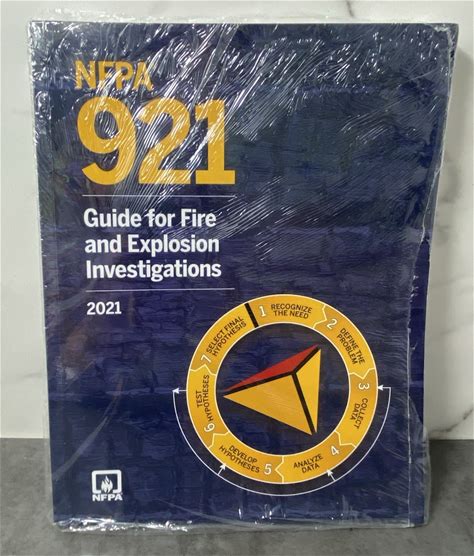 NFPA
921
Guide for Fire
and Explosion
Investigations
2021
1 RECOGNIZE
THE NEED
2 DEFINE THE
PROBLEM
3 COLLECT
DATA
4 ANALYZE
DATA
5 DEVELOP
HYPOTHESES
6 TEST
HYPOTHESES
7 SELECT FINAL
HYPOTHESIS
NFPA